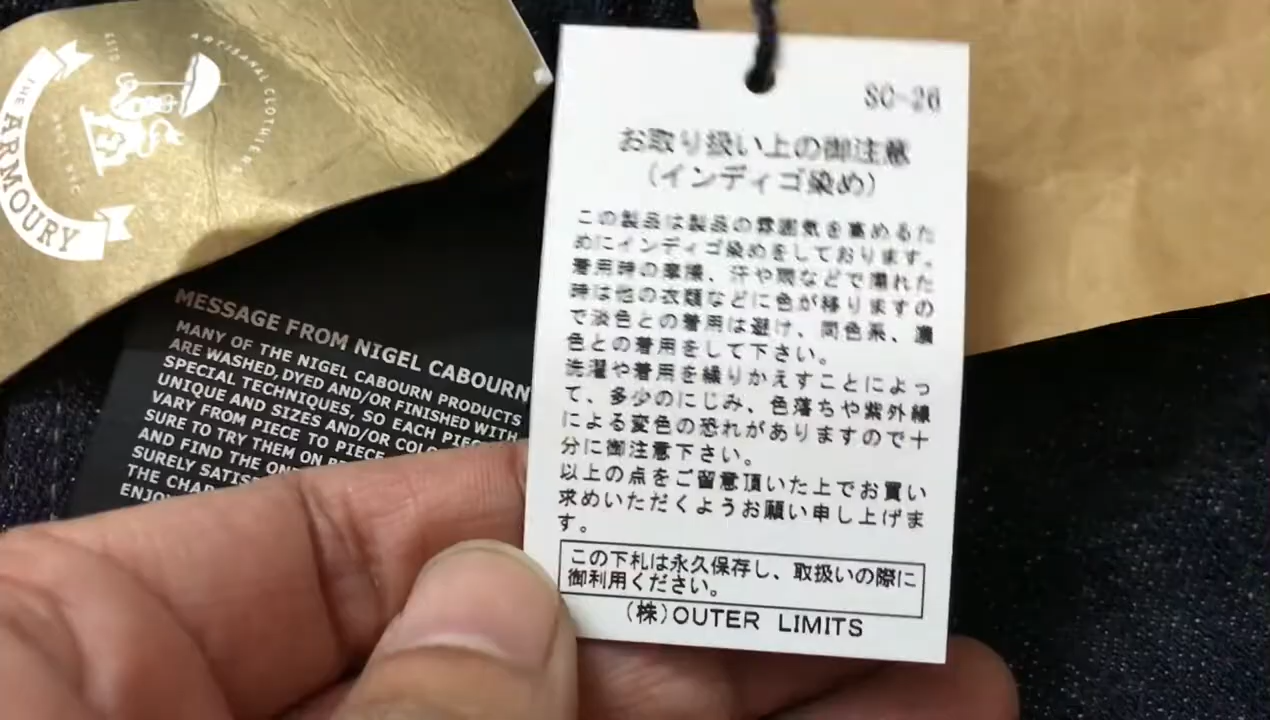 THE ARMOURY
ARTISANAL CLOTHIER
ESTD
MESSAGE FROM NIGEL CABOURN
MANY OF THE NIGEL CABOURN PRODUCTS
ARE WASHED, DYED AND/OR FINISHED WITH
SPECIAL TECHNIQUES, SO EACH PIEC
UNIQUE AND SIZES AND/OR COLO
VARY FROM PIECE TO PIECE.
SURE TO TRY THEM ON
AND FIND THE ONE
SURELY SATIS
THE CHAR
ENJO
SC-26
お取り扱い上の御注意
(インディゴ染め)
この製品は製品の雰囲気を高めるた
めにインディゴ染めをしております。
着用時の摩擦、汗や雨などで濡れた
時は他の衣類などに色が移りますの
で淡色との着用は避け、同色系、濃
色との着用をして下さい。
洗濯や着用を繰りかえすことによっ
て、多少のにじみ、色落ちや紫外線
による変色の恐れがありますので十
分に御注意下さい。
以上の点をご留意頂いた上でお買い
求めいただくようお願い申し上げま
す。
この下札は永久保存し、取扱いの際に
御利用ください。
(株)OUTER LIMITS